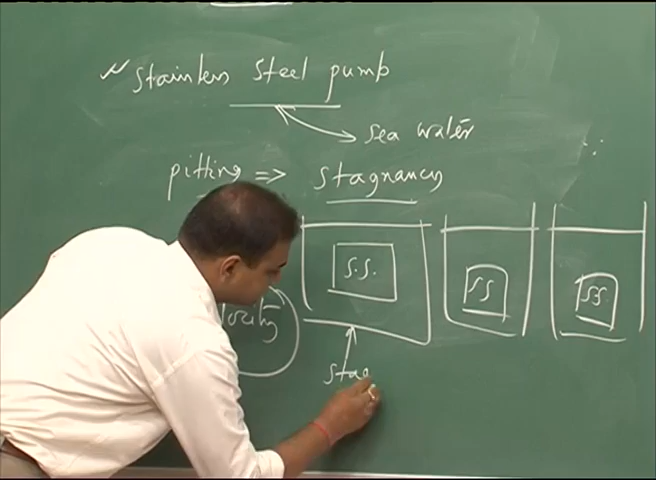 Stainless Steel pump
sea water
pitting => stagnancy
S.S. SS SS.
locity
stag